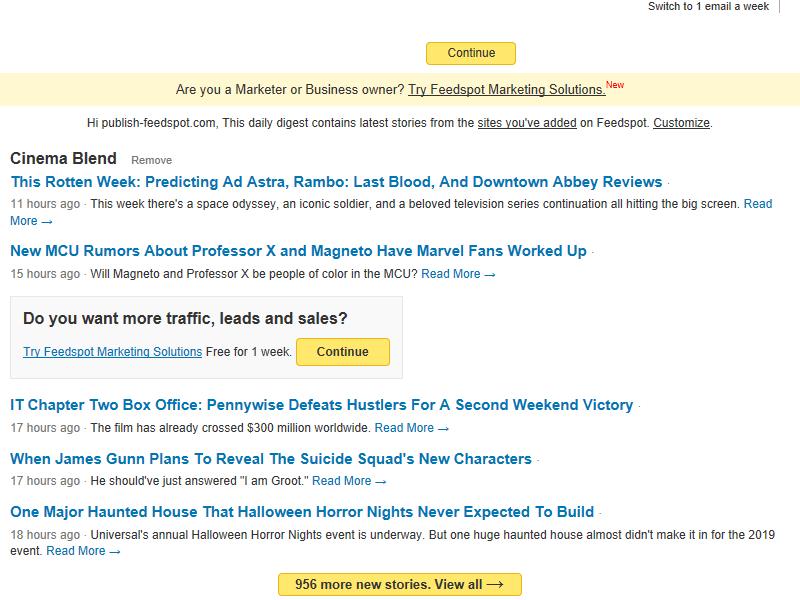 Switch to 1 email a week
Continue
Are you a Marketer or Business owner? Try Feedspot Marketing Solutions.New
Hi publish-feedspot.com, This daily digest contains latest stories from the sites you've added on Feedspot. Customize.
Cinema Blend Remove
This Rotten Week: Predicting Ad Astra, Rambo: Last Blood, And Downtown Abbey Reviews ·
11 hours ago · This week there's a space odyssey, an iconic soldier, and a beloved television series continuation all hitting the big screen. Read
More →
New MCU Rumors About Professor X and Magneto Have Marvel Fans Worked Up ·
15 hours ago · Will Magneto and Professor X be people of color in the MCU? Read More →
Do you want more traffic, leads and sales?
Try Feedspot Marketing Solutions Free for 1 week. Continue
IT Chapter Two Box Office: Pennywise Defeats Hustlers For A Second Weekend Victory ·
17 hours ago · The film has already crossed $300 million worldwide. Read More →
When James Gunn Plans To Reveal The Suicide Squad's New Characters ·
17 hours ago · He should've just answered "I am Groot." Read More →
One Major Haunted House That Halloween Horror Nights Never Expected To Build ·
18 hours ago · Universal's annual Halloween Horror Nights event is underway. But one huge haunted house almost didn't make it in for the 2019
event. Read More →
956 more new stories. View all →